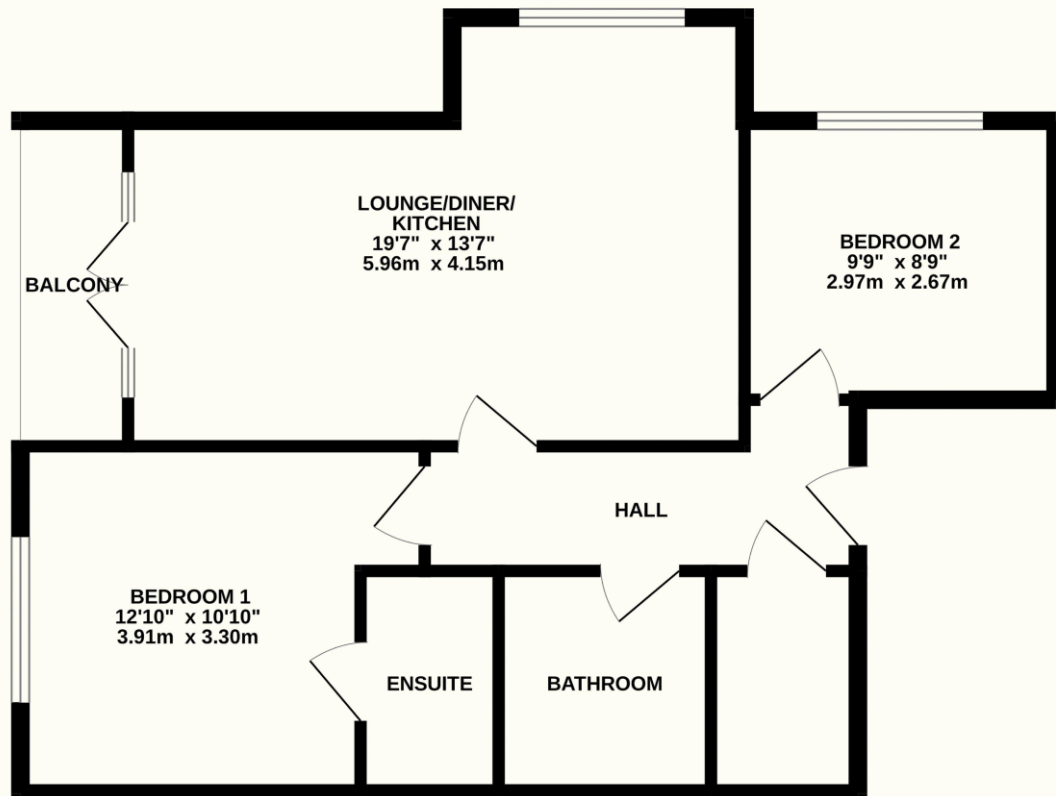 LOUNGE/DINER/
KITCHEN
19'7" x 13'7"
5.96m x 4.15m
BEDROOM 2
9'9" x 8'9"
2.97m x 2.67m
BALCONY
HALL
BEDROOM 1
12'10" x 10'10"
3.91m x 3.30m
ENSUITE
BATHROOM